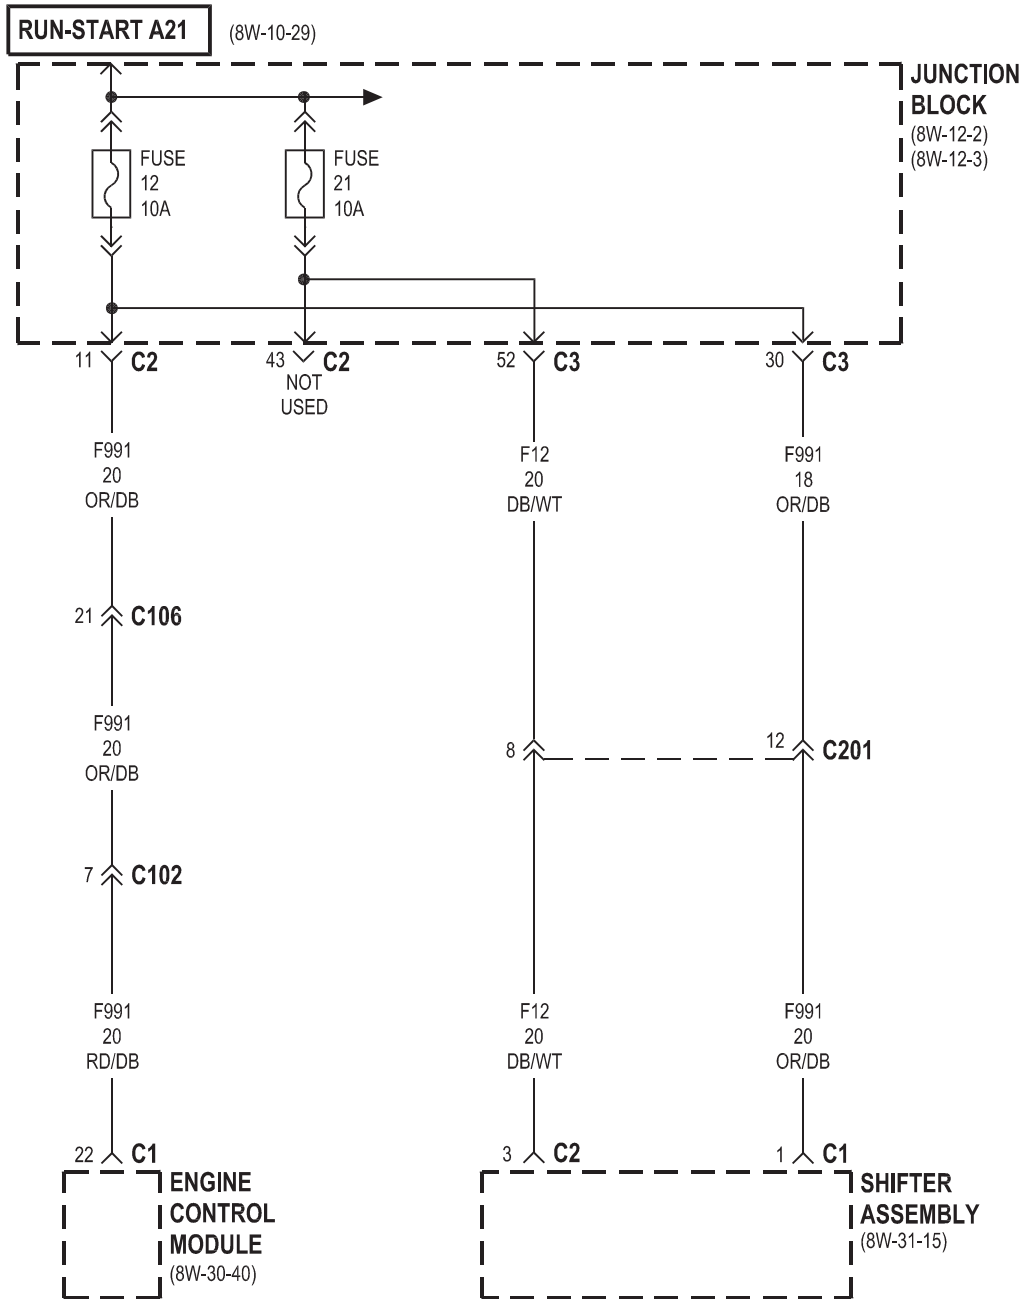 RUN-START A21
(8W-10-29)
JUNCTION
BLOCK
(8W-12-2)
(8W-12-3)
FUSE
12
10A
FUSE
21
10A
11 C2
43 C2
NOT
USED
52 C3
30 C3
F991
20
OR/DB
F12
20
DB/WT
F991
18
OR/DB
21 C106
F991
20
OR/DB
8
12 C201
7 C102
F991
20
RD/DB
F12
20
DB/WT
F991
20
OR/DB
22 C1
3 C2
1 C1
ENGINE
CONTROL
MODULE
(8W-30-40)
SHIFTER
ASSEMBLY
(8W-31-15)